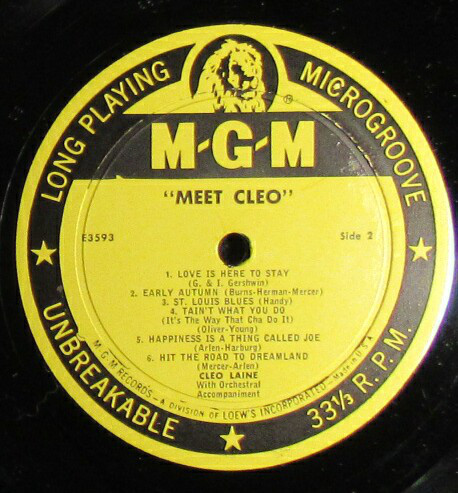 LONG PLAYING
MICROGROOVE
®
M-G-M
"MEET CLEO"
E3593
Side 2
1. LOVE IS HERE TO STAY
(G. & I. Gershwin)
2. EARLY AUTUMN (Burns-Herman-Mercer)
3. ST. LOUIS BLUES (Handy)
4. TAIN'T WHAT YOU DO
(It's The Way That Cha Do It)
(Oliver-Young)
5. HAPPINESS IS A THING CALLED JOE
(Arlen-Harburg)
6. HIT THE ROAD TO DREAMLAND
(Mercer-Arlen)
CLEO LAINE
With Orchestral
Accompaniment
M-G-M RECORDS - A DIVISION OF LOEW'S INCORPORATED - Made in U.S.A.
UNBREAKABLE
33⅓ R.P.M.